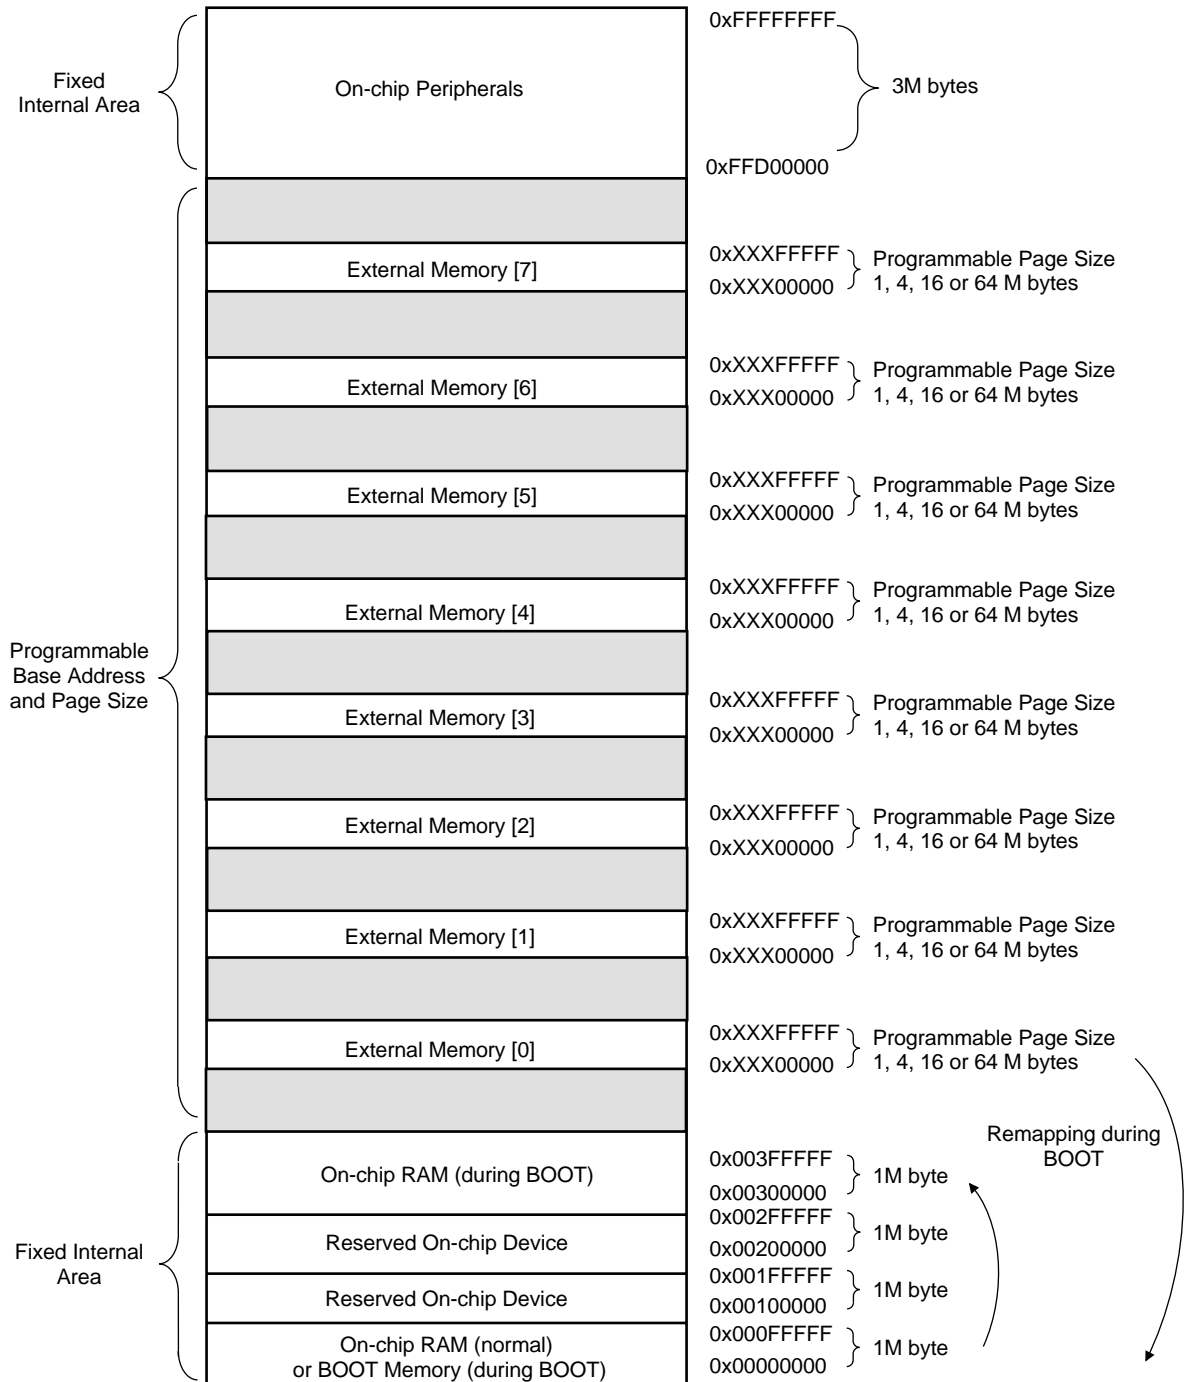 0xFFFFFFFF
Fixed
Internal Area
On-chip Peripherals
3M bytes
0xFFD00000
0xXXXFFFFF
External Memory [7]
0xXXX00000
Programmable Page Size
1, 4, 16 or 64 M bytes
0xXXXFFFFF
External Memory [6]
0xXXX00000
Programmable Page Size
1, 4, 16 or 64 M bytes
0xXXXFFFFF
External Memory [5]
0xXXX00000
Programmable Page Size
1, 4, 16 or 64 M bytes
0xXXXFFFFF
External Memory [4]
0xXXX00000
Programmable Page Size
1, 4, 16 or 64 M bytes
Programmable
Base Address
and Page Size
0xXXXFFFFF
External Memory [3]
0xXXX00000
Programmable Page Size
1, 4, 16 or 64 M bytes
0xXXXFFFFF
External Memory [2]
0xXXX00000
Programmable Page Size
1, 4, 16 or 64 M bytes
0xXXXFFFFF
External Memory [1]
0xXXX00000
Programmable Page Size
1, 4, 16 or 64 M bytes
0xXXXFFFFF
External Memory [0]
0xXXX00000
Programmable Page Size
1, 4, 16 or 64 M bytes
Remapping during
BOOT
On-chip RAM (during BOOT)
0x003FFFFF
0x00300000
1M byte
Fixed Internal
Area
Reserved On-chip Device
0x002FFFFF
0x00200000
1M byte
Reserved On-chip Device
0x001FFFFF
0x00100000
1M byte
On-chip RAM (normal)
or BOOT Memory (during BOOT)
0x000FFFFF
0x00000000
1M byte